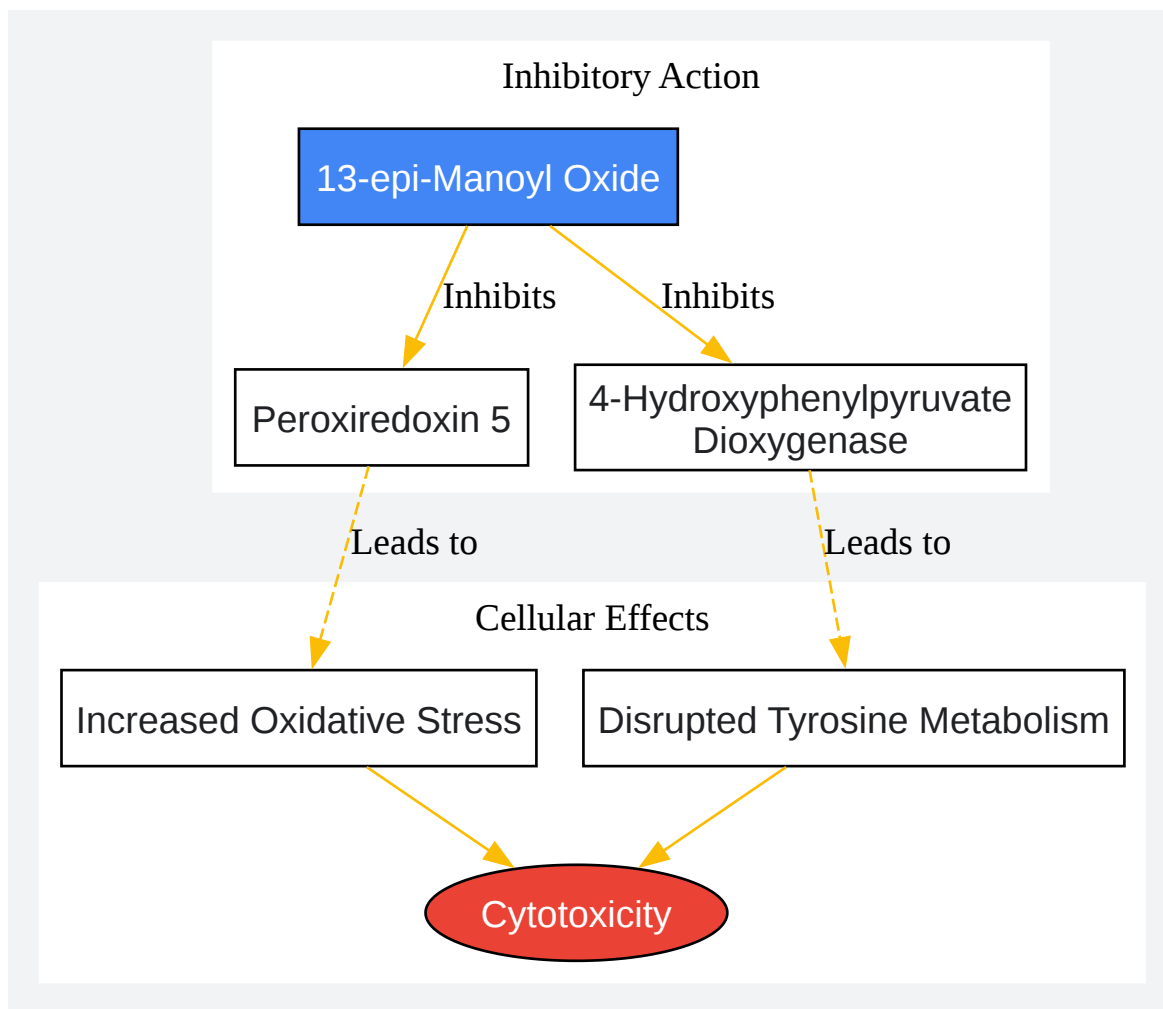 Inhibitory Action
13-epi-Manoyl Oxide
Inhibits
Inhibits
Peroxiredoxin 5
4-Hydroxyphenylpyruvate
Dioxygenase
Leads to
Leads to
Cellular Effects
Increased Oxidative Stress
Disrupted Tyrosine Metabolism
Cytotoxicity